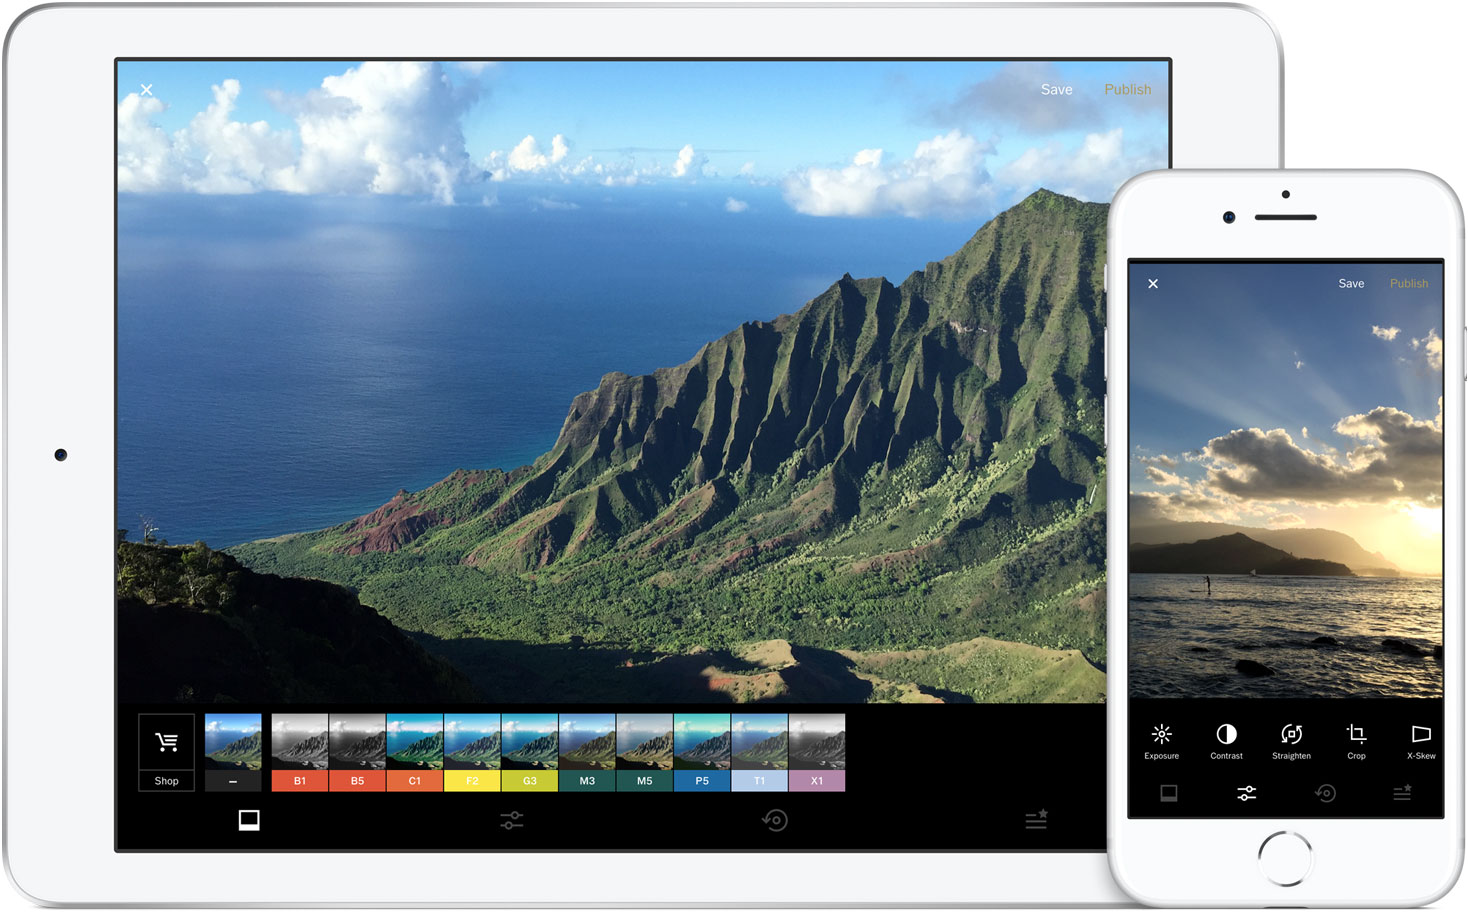 Save Publish
Shop – B1 B5 C1 F2 G3 M3 M5 P5 T1 X1
Save Publish
Exposure Contrast Straighten Crop X-Skew